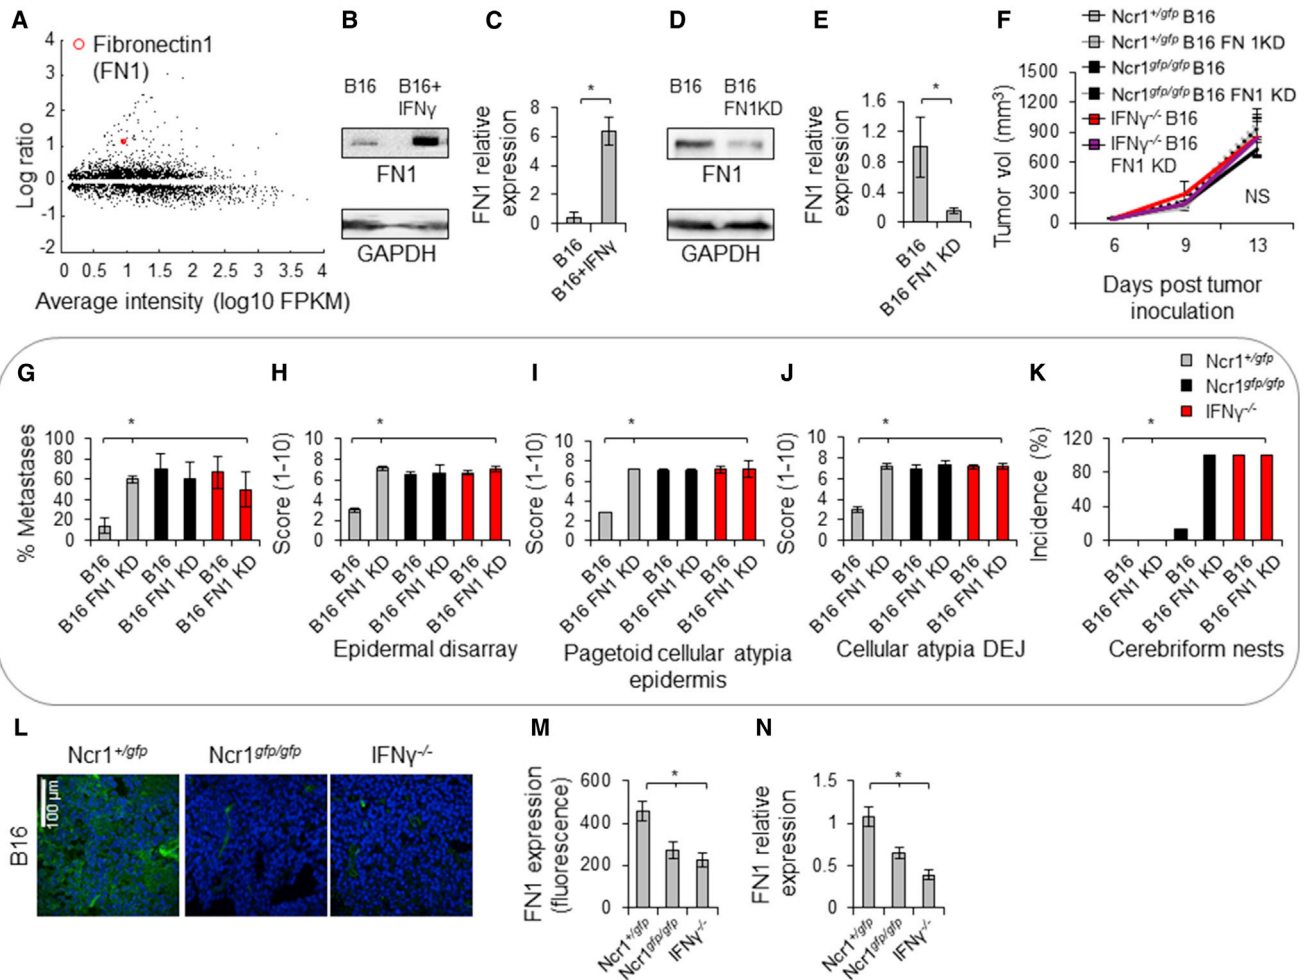 A
Fibronectin1
(FN1)
Log ratio
4
3
2
1
0
-1
-2
0 0.5 1 1.5 2 2.5 3 3.5 4
Average intensity (log10 FPKM)
B
B16 B16+
IFNγ
FN1
GAPDH
C
FN1 relative
expression
8
6
4
2
0
*
B16
B16+IFNγ
D
B16 B16
FN1KD
FN1
GAPDH
E
FN1 relative
expression
1.6
1.2
0.8
0.4
0
*
B16
B16 FN1 KD
F
Ncr1+/gfp B16
Ncr1+/gfp B16 FN 1KD
Ncr1gfp/gfp B16
Ncr1gfp/gfp B16 FN1 KD
IFNγ-/- B16
IFNγ-/- B16
FN1 KD
Tumor vol (mm3)
1500
1200
900
600
300
0
NS
6 9 13
Days post tumor
inoculation
G
% Metastases
100
80
60
40
20
0
*
B16
B16 FN1 KD
B16
B16 FN1 KD
B16
B16 FN1 KD
H
Score (1-10)
10
8
6
4
2
0
*
B16
B16 FN1 KD
B16
B16 FN1 KD
B16
B16 FN1 KD
Epidermal disarray
I
Score (1-10)
10
8
6
4
2
0
*
B16
B16 FN1 KD
B16
B16 FN1 KD
B16
B16 FN1 KD
Pagetoid cellular atypia
epidermis
J
Score (1-10)
10
8
6
4
2
0
*
B16
B16 FN1 KD
B16
B16 FN1 KD
B16
B16 FN1 KD
Cellular atypia DEJ
K
Ncr1+/gfp
Ncr1gfp/gfp
IFNγ-/-
Incidence (%)
120
80
40
0
*
B16
B16 FN1 KD
B16
B16 FN1 KD
B16
B16 FN1 KD
Cerebriform nests
L
Ncr1+/gfp Ncr1gfp/gfp IFNγ-/-
B16
100 µm
M
FN1 expression
(fluorescence)
600
400
200
0
*
Ncr1+/gfp
Ncr1gfp/gfp
IFNγ-/-
N
FN1 relative
expression
1.5
1
0.5
0
*
Ncr1+/gfp
Ncr1gfp/gfp
IFNγ-/-